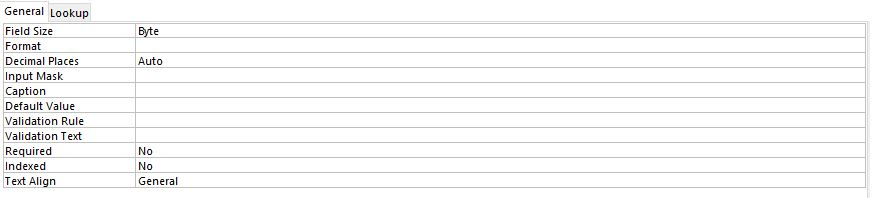 General Lookup
Field Size Byte
Format
Decimal Places Auto
Input Mask
Caption
Default Value
Validation Rule
Validation Text
Required No
Indexed No
Text Align General